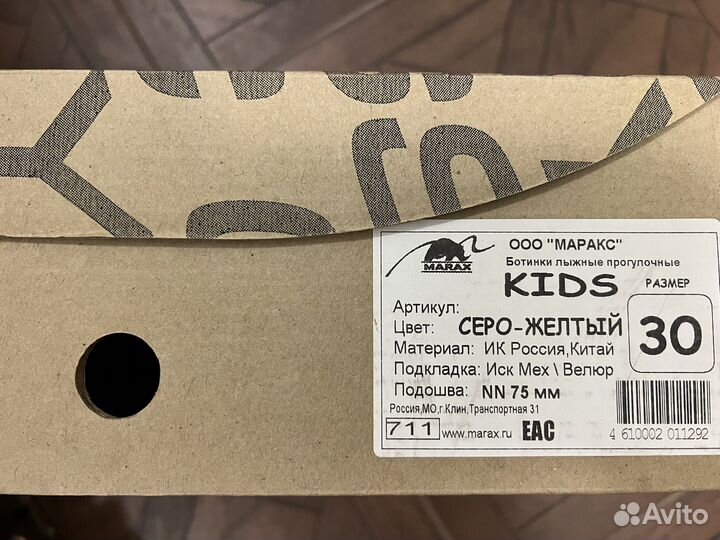 MARAX
ООО "МАРАКС"
Ботинки лыжные прогулочные
KIDS
РАЗМЕР
30
Артикул:
Цвет: СЕРО-ЖЕЛТЫЙ
Материал: ИК Россия,Китай
Подкладка: Иск Мех \ Велюр
Подошва: NN 75 мм
Россия,МО,г.Клин,Транспортная 31
711 www.marax.ru EAC
4 610002 011292
Avito